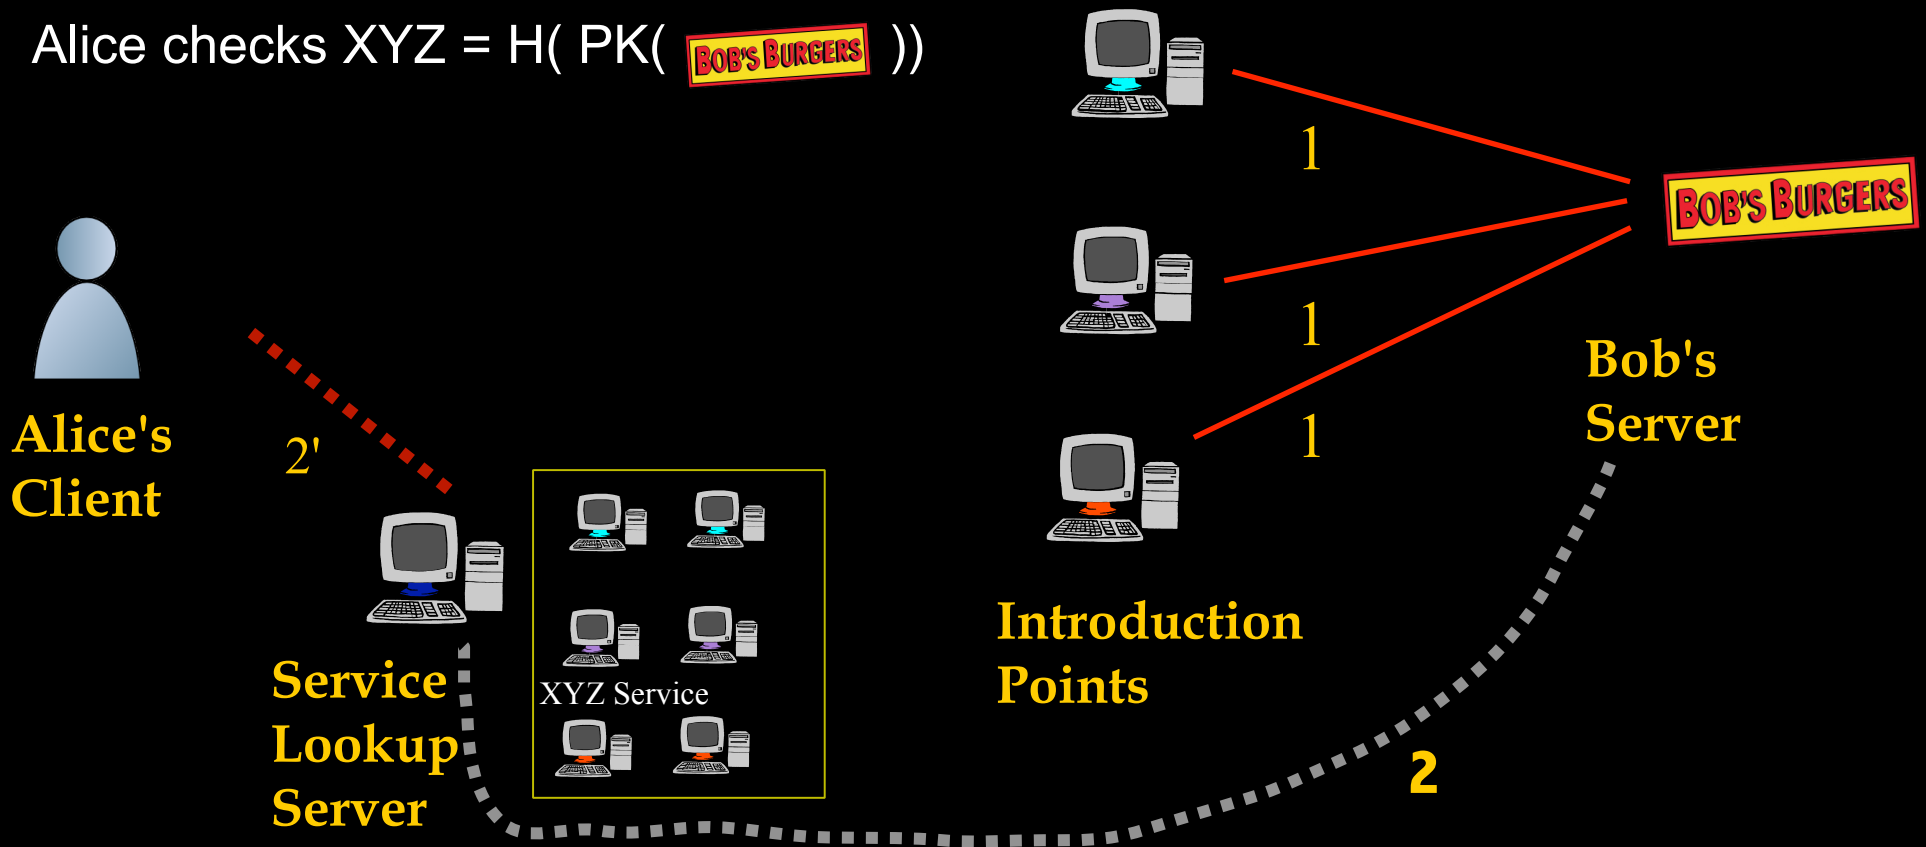 Alice checks XYZ = H( PK( BOB'S BURGERS ))
1
BOB'S BURGERS
1
Bob's
Server
1
Alice's
Client
2'
Service
Lookup
Server
XYZ Service
Introduction
Points
2